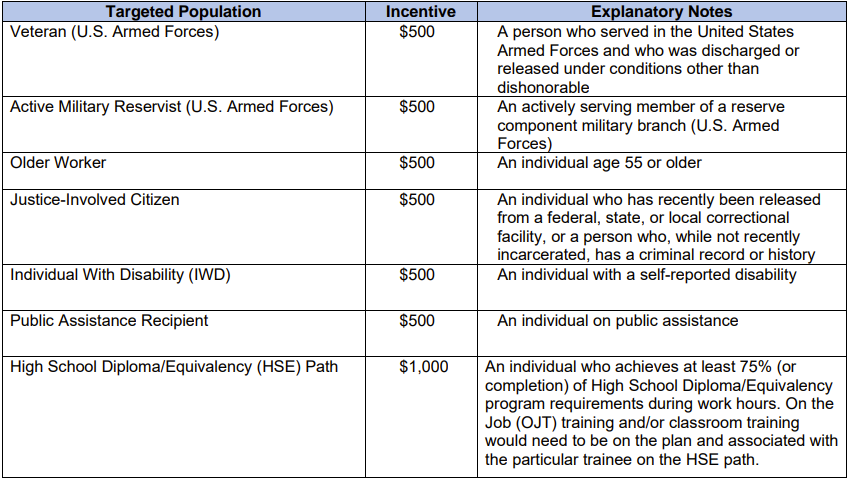 Targeted Population Incentive Explanatory Notes
Veteran (U.S. Armed Forces) $500 A person who served in the United States
Armed Forces and who was discharged or
released under conditions other than
dishonorable
Active Military Reservist (U.S. Armed Forces) $500 An actively serving member of a reserve
component military branch (U.S. Armed
Forces)
Older Worker $500 An individual age 55 or older
Justice-Involved Citizen $500 An individual who has recently been released
from a federal, state, or local correctional
facility, or a person who, while not recently
incarcerated, has a criminal record or history
Individual With Disability (IWD) $500 An individual with a self-reported disability
Public Assistance Recipient $500 An individual on public assistance
High School Diploma/Equivalency (HSE) Path $1,000 An individual who achieves at least 75% (or
completion) of High School Diploma/Equivalency
program requirements during work hours. On the
Job (OJT) training and/or classroom training
would need to be on the plan and associated with
the particular trainee on the HSE path.